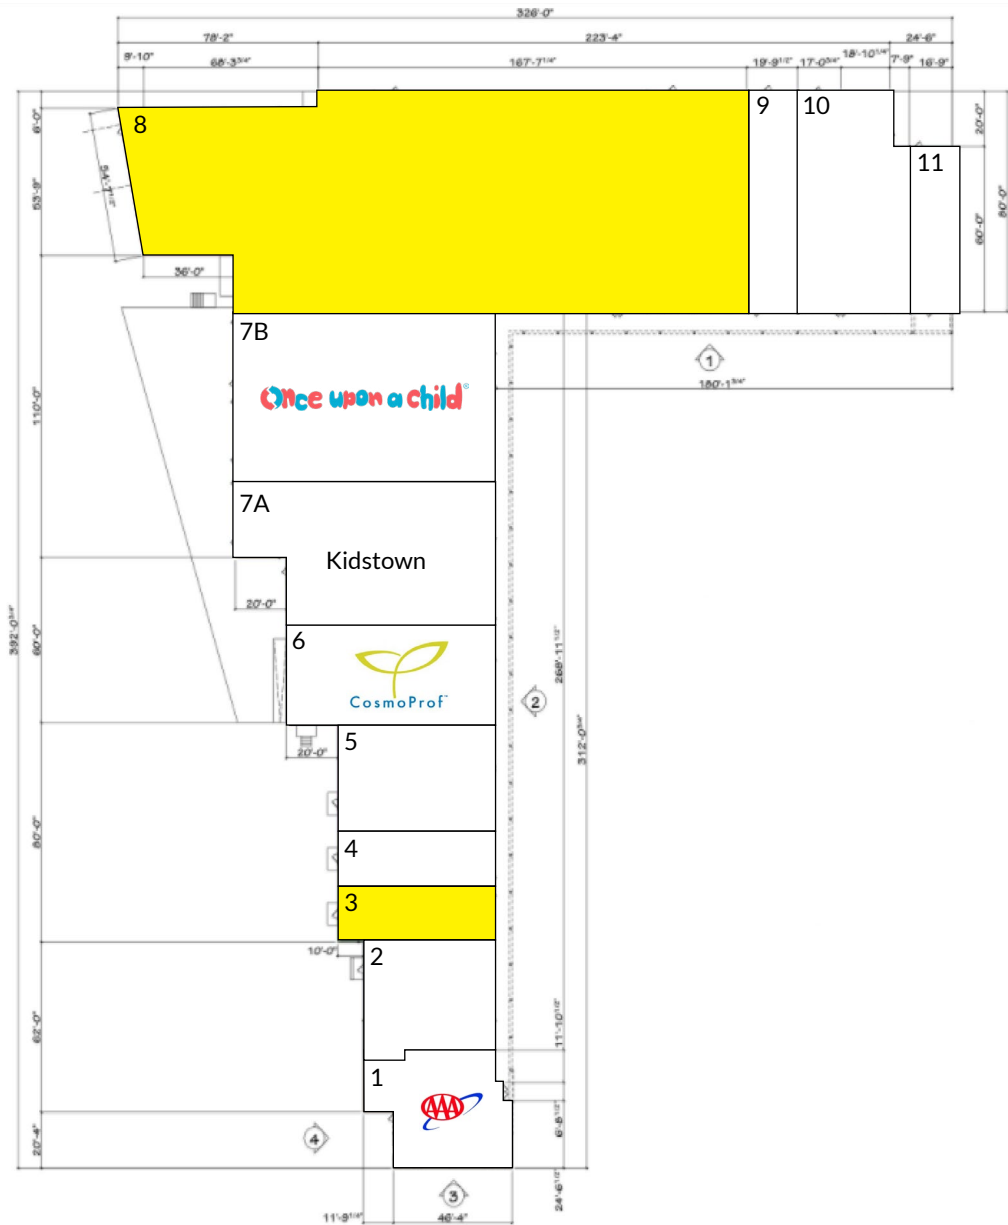 326'-0"
78'-2" 223'-4" 24'-6"
9'-10" 68'-3 3/4" 167'-7 1/4" 19'-9 1/2" 17'-0 3/4" 18'-10 1/4" 7'-9" 16'-9"
8 9 10
6'-0" 20'-0"
11
54'-7 1/2"
53'-9" 60'-0" 80'-0"
36'-0"
7B
1
180'-1 3/4"
Once upon a child®
110'-0"
7A
Kidstown
20'-0"
6
CosmoProf™
392'-0 3/4" 60'-0" 268'-11 1/2"
2
312'-0 3/4"
5
20'-0"
80'-0"
4
3
10'-0"
2
62'-0" 11'-10 1/2"
1
AAA
6'-8 1/2"
4
20'-4"
3
24'-6 1/2"
11'-9 1/4" 46'-4"